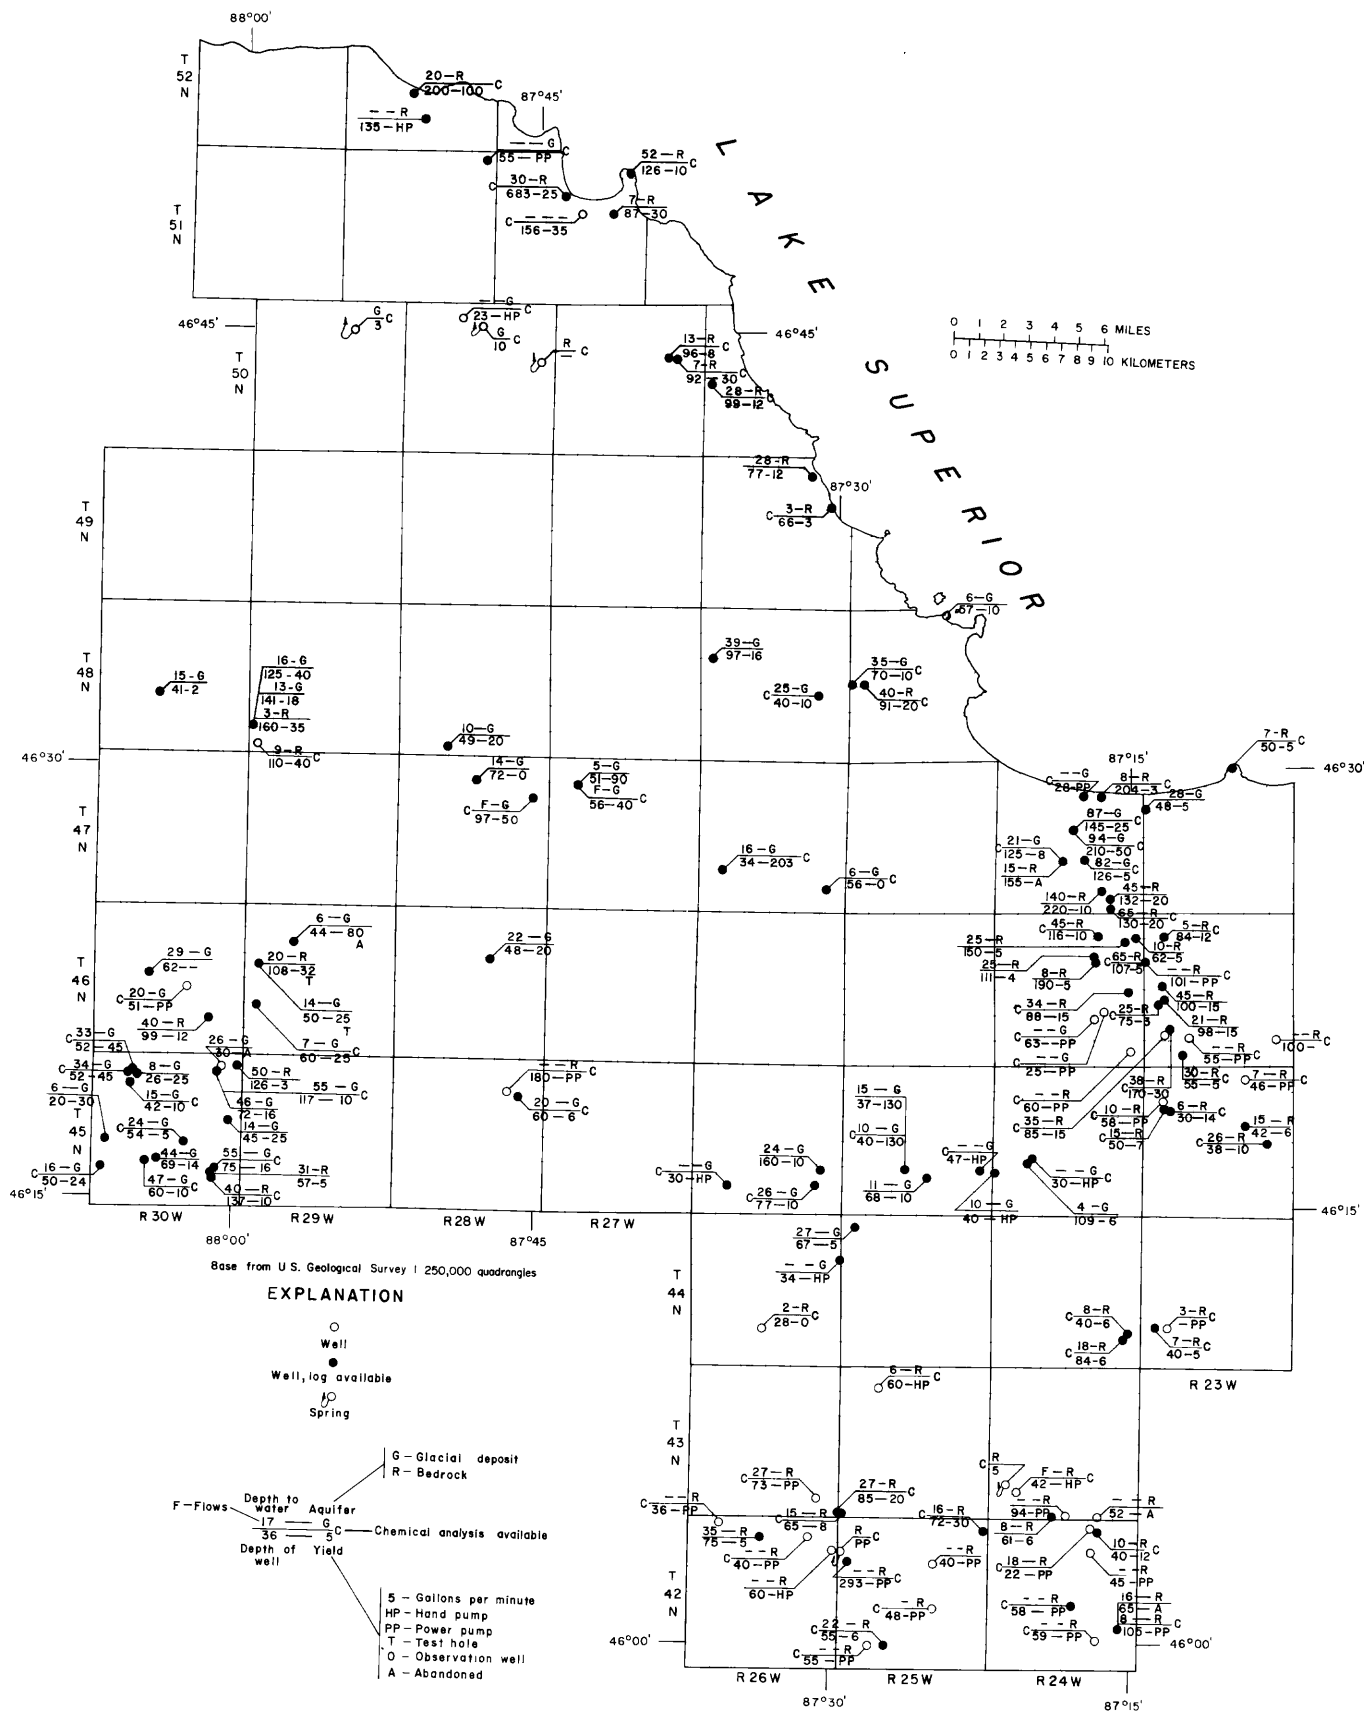 88°00'
T
52
N
20-R C
200-100
87°45'
– – R
135-HP
– – – G
55 – PP C
52-R
126-10 C
C 30-R
683-25
7-R
87-30
C – – –
156-35
T
51
N
LAKE SUPERIOR
46°45'
G
3 C
– – G
23-HP C
G
10 C
R
– C
46°45'
0 1 2 3 4 5 6 MILES
0 1 2 3 4 5 6 7 8 9 10 KILOMETERS
T
50
N
13-R
96-8 C
7-R
92 – 30 C
28-R
99-12
28-R
77-12
87°30'
C 3-R
66-3
T
49
N
6-G
57-10
T
48
N
39-G
97-16
16-G
125-40
13-G
141-18
3-R
160-35
15-G
41-2
35-G
70-10 C
C 25-G
40-10
40-R
91-20 C
9-R
110-40 C
10-G
49-20
7-R
50-5 C
46°30'
46°30'
87°15'
14-G
72-0
5-G
51-90
F-G
56-40 C
C F-G
97-50
C – – G
28-PP
8-R
204-3 C
28-G
48-5
T
47
N
87-G
145-25 C
94-G
210-50 C
C 21-G
125-8
15-R
155-A
82-G
126-5 C
16-G
34-203 C
6-G
56-0 C
140-R
220-10
45-R
132-20
65-R
130-20 C
6-G
44-80
A
22-G
48-20
C 45-R
116-10
5-R
84-12 C
25-R
150-5
10-R
62-5
29-G
62--
20-R
108-32
T
25-R
111-4
C 65-R
107-5
8-R
190-5
– – R
101-PP C
T
46
N
C 20-G
51-PP
14-G
50-25
T
C 34-R
88-15
25-R
75-3 C
45-R
100-15
40-R
99-12
21-R
98-15
C 33-G
52-45
26-G
30-A
7-G
60-25 C
C – – G
63-PP
– – R
55-PP C
– – R
100- C
C 34-G
52-45
8-G
26-25
50-R
126-3
– – R
180-PP C
C – – G
25-PP
55-G
117-10 C
30-R
55-5
7-R
46-PP C
6-G
20-30
15-G
42-10 C
46-G
72-16
20-G
60-6 C
15-G
37-130
– – R
60-PP
C 38-R
170-30
T
45
N
C 24-G
54-5
14-G
45-25
C 10-G
40-130
35-R
85-15 C
10-R
58-PP
6-R
30-14 C
15-R
42-6
C 15-R
50-7
C 26-R
38-10
C 16-G
50-24
44-G
69-14
55-G
75-16 C
31-R
57-5
24-G
160-10
C – – G
47-HP
C – – G
30-HP
47-G
60-10 C
40-R
137-10 C
C 26-G
77-10
11-G
68-10
– – G
30-HP C
10-G
40-HP
4-G
109-6
46°15'
46°15'
R 30 W
R 29 W
R 28 W
R 27 W
88°00'
87°45'
27-G
67-5
Base from U.S. Geological Survey 1 250,000 quadrangles
– – G
34-HP
EXPLANATION
T
44
N
2-R
28-0 C
8-R
40-6 C
3-R
-PP C
Well
C 18-R
84-6
7-R
40-5 C
Well, log available
6-R
60-HP C
R 23 W
Spring
T
43
N
G – Glacial deposit
R – Bedrock
C R
5
F-R
42-HP C
C 27-R
73-PP
27-R
85-20 C
F – Flows
Depth to
water
Aquifer
17 – G
36 – 5 C
Chemical analysis available
Depth of
well
Yield
C – – R
36-PP
15-R
65-8 C
C 16-R
72-30
– – R
94-PP
– – R
52-A
35-R
75-5 C
R
PP C
8-R
61-6
10-R
40-12 C
C – – R
40-PP
– – R
40-PP
C 18-R
22-PP
– – R
60-HP
– – R
293-PP C
– – R
45-PP
T
42
N
5 – Gallons per minute
HP – Hand pump
PP – Power pump
T – Test hole
O – Observation well
A – Abandoned
C – R
48-PP
C – – R
58-PP
16-R
65-A
8-R
105-PP C
C 22-R
55-6
C – – R
59-PP
C – – R
55-PP
46°00'
46°00'
R 26 W
R 25 W
R 24 W
87°30'
87°15'